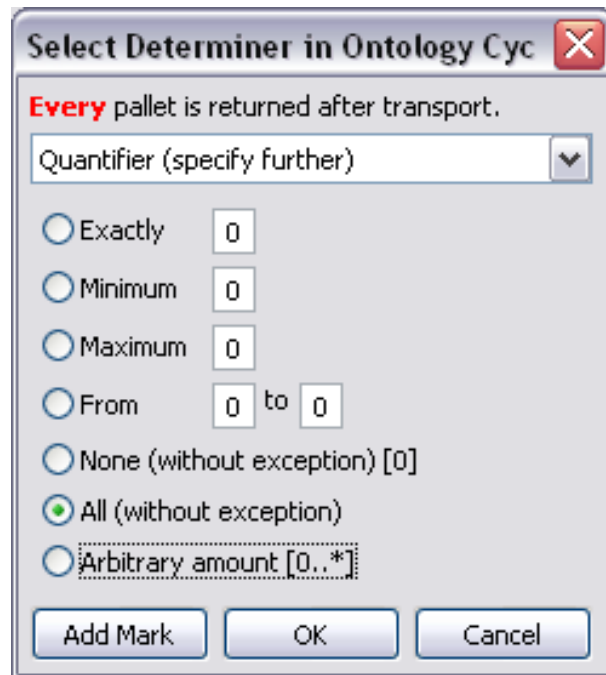 Select Determiner in Ontology Cyc
Every pallet is returned after transport.
Quantifier (specify further)
Exactly 0
Minimum 0
Maximum 0
From 0 to 0
None (without exception) [0]
All (without exception)
Arbitrary amount [0..*]
Add Mark OK Cancel